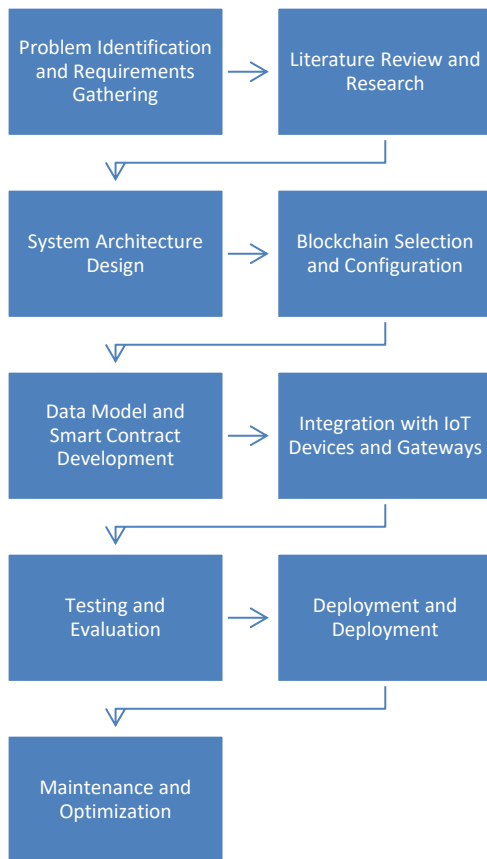 Problem Identification
and Requirements
Gathering
Literature Review and
Research
System Architecture
Design
Blockchain Selection
and Configuration
Data Model and
Smart Contract
Development
Integration with IoT
Devices and Gateways
Testing and
Evaluation
Deployment and
Deployment
Maintenance and
Optimization